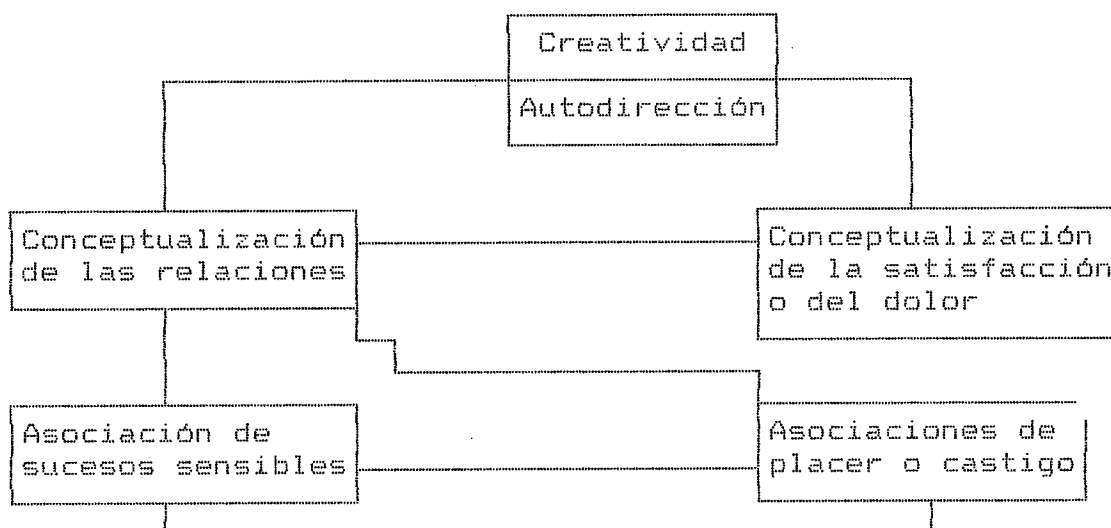 Creatividad
Autodirección
Conceptualización
de las relaciones
Conceptualización
de la satisfacción
o del dolor
Asociación de
sucesos sensibles
Asociaciones de
placer o castigo